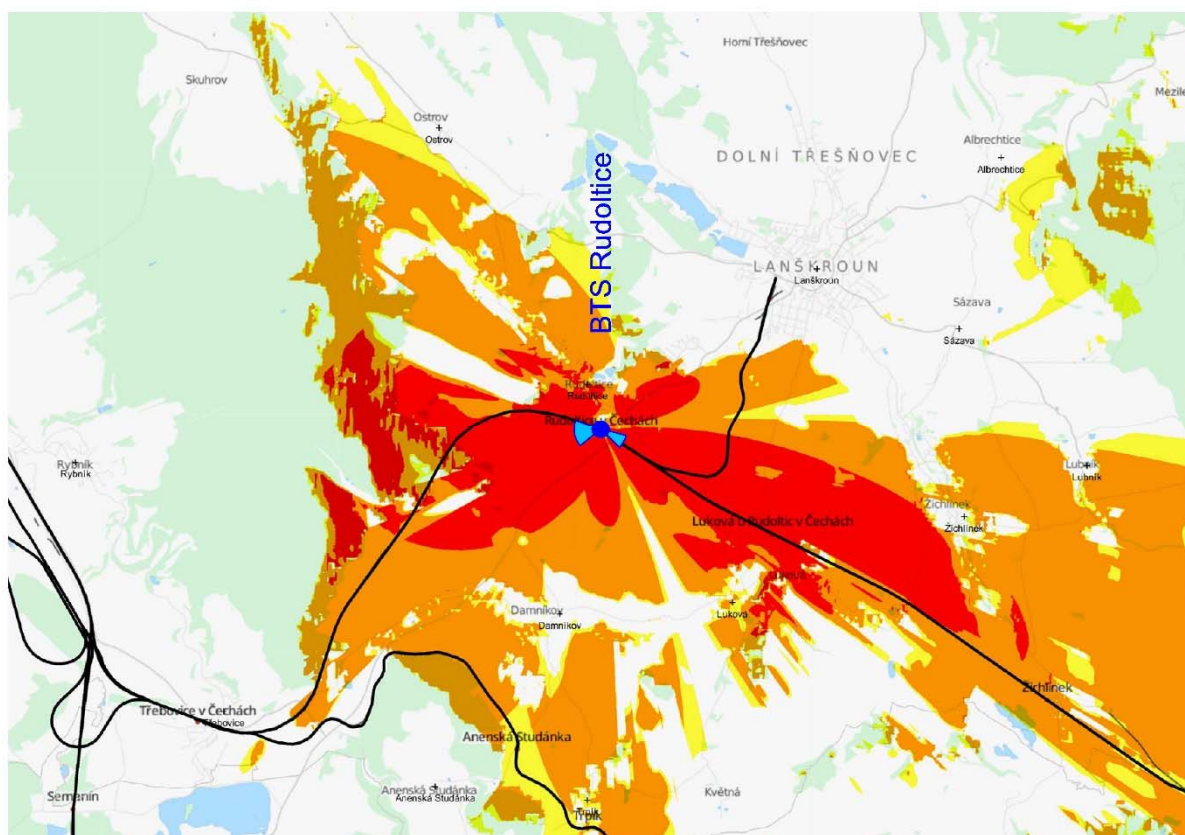 Horní Třešňovec
Skuhrov
Mezile
Ostrov
Ostrov
Albrechtice
Albrechtice
DOLNÍ TŘEŠŇOVEC
BTS Rudoltice
LANŠKROUN
Lanškroun
Sázava
Sázava
Rudoltice
Rudoltice
Rudoltice v Čechách
Rybník
Rybník
Lubník
Lubník
Žichlínek
Žichlínek
Luková u Rudoltic v Čechách
Luková
Luková
Damníkov
Damníkov
Žichlínek
Třebovice v Čechách
Třebovice
Anenská Studánka
Anenská Studánka
Anenská Studánka
Květná
Semanín
Trpík
Trpík